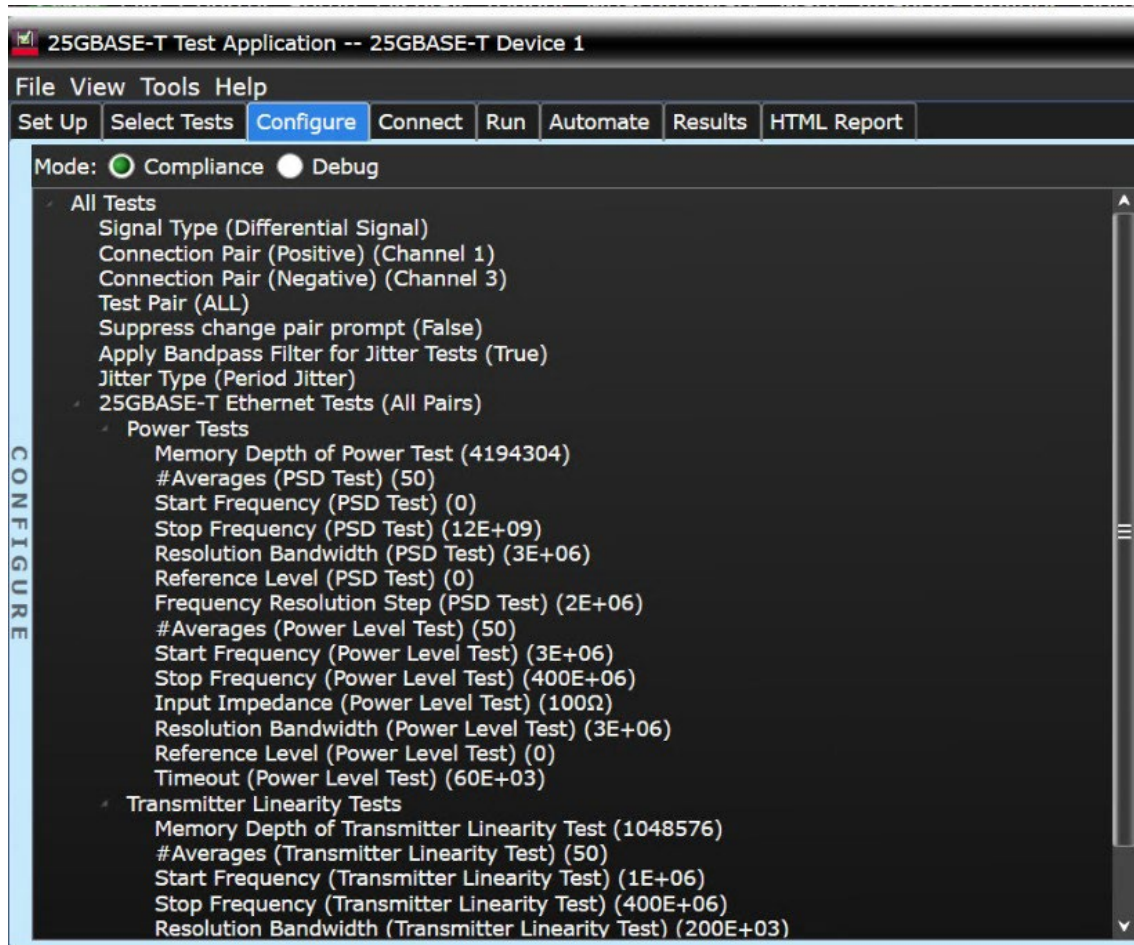 25GBASE-T Test Application -- 25GBASE-T Device 1
File View Tools Help
Set Up Select Tests Configure Connect Run Automate Results HTML Report
Mode: Compliance Debug
All Tests
Signal Type (Differential Signal)
Connection Pair (Positive) (Channel 1)
Connection Pair (Negative) (Channel 3)
Test Pair (ALL)
Suppress change pair prompt (False)
Apply Bandpass Filter for Jitter Tests (True)
Jitter Type (Period Jitter)
25GBASE-T Ethernet Tests (All Pairs)
Power Tests
Memory Depth of Power Test (4194304)
#Averages (PSD Test) (50)
Start Frequency (PSD Test) (0)
Stop Frequency (PSD Test) (12E+09)
Resolution Bandwidth (PSD Test) (3E+06)
Reference Level (PSD Test) (0)
Frequency Resolution Step (PSD Test) (2E+06)
#Averages (Power Level Test) (50)
Start Frequency (Power Level Test) (3E+06)
Stop Frequency (Power Level Test) (400E+06)
Input Impedance (Power Level Test) (100Ω)
Resolution Bandwidth (Power Level Test) (3E+06)
Reference Level (Power Level Test) (0)
Timeout (Power Level Test) (60E+03)
Transmitter Linearity Tests
Memory Depth of Transmitter Linearity Test (1048576)
#Averages (Transmitter Linearity Test) (50)
Start Frequency (Transmitter Linearity Test) (1E+06)
Stop Frequency (Transmitter Linearity Test) (400E+06)
Resolution Bandwidth (Transmitter Linearity Test) (200E+03)
CONFIGURE